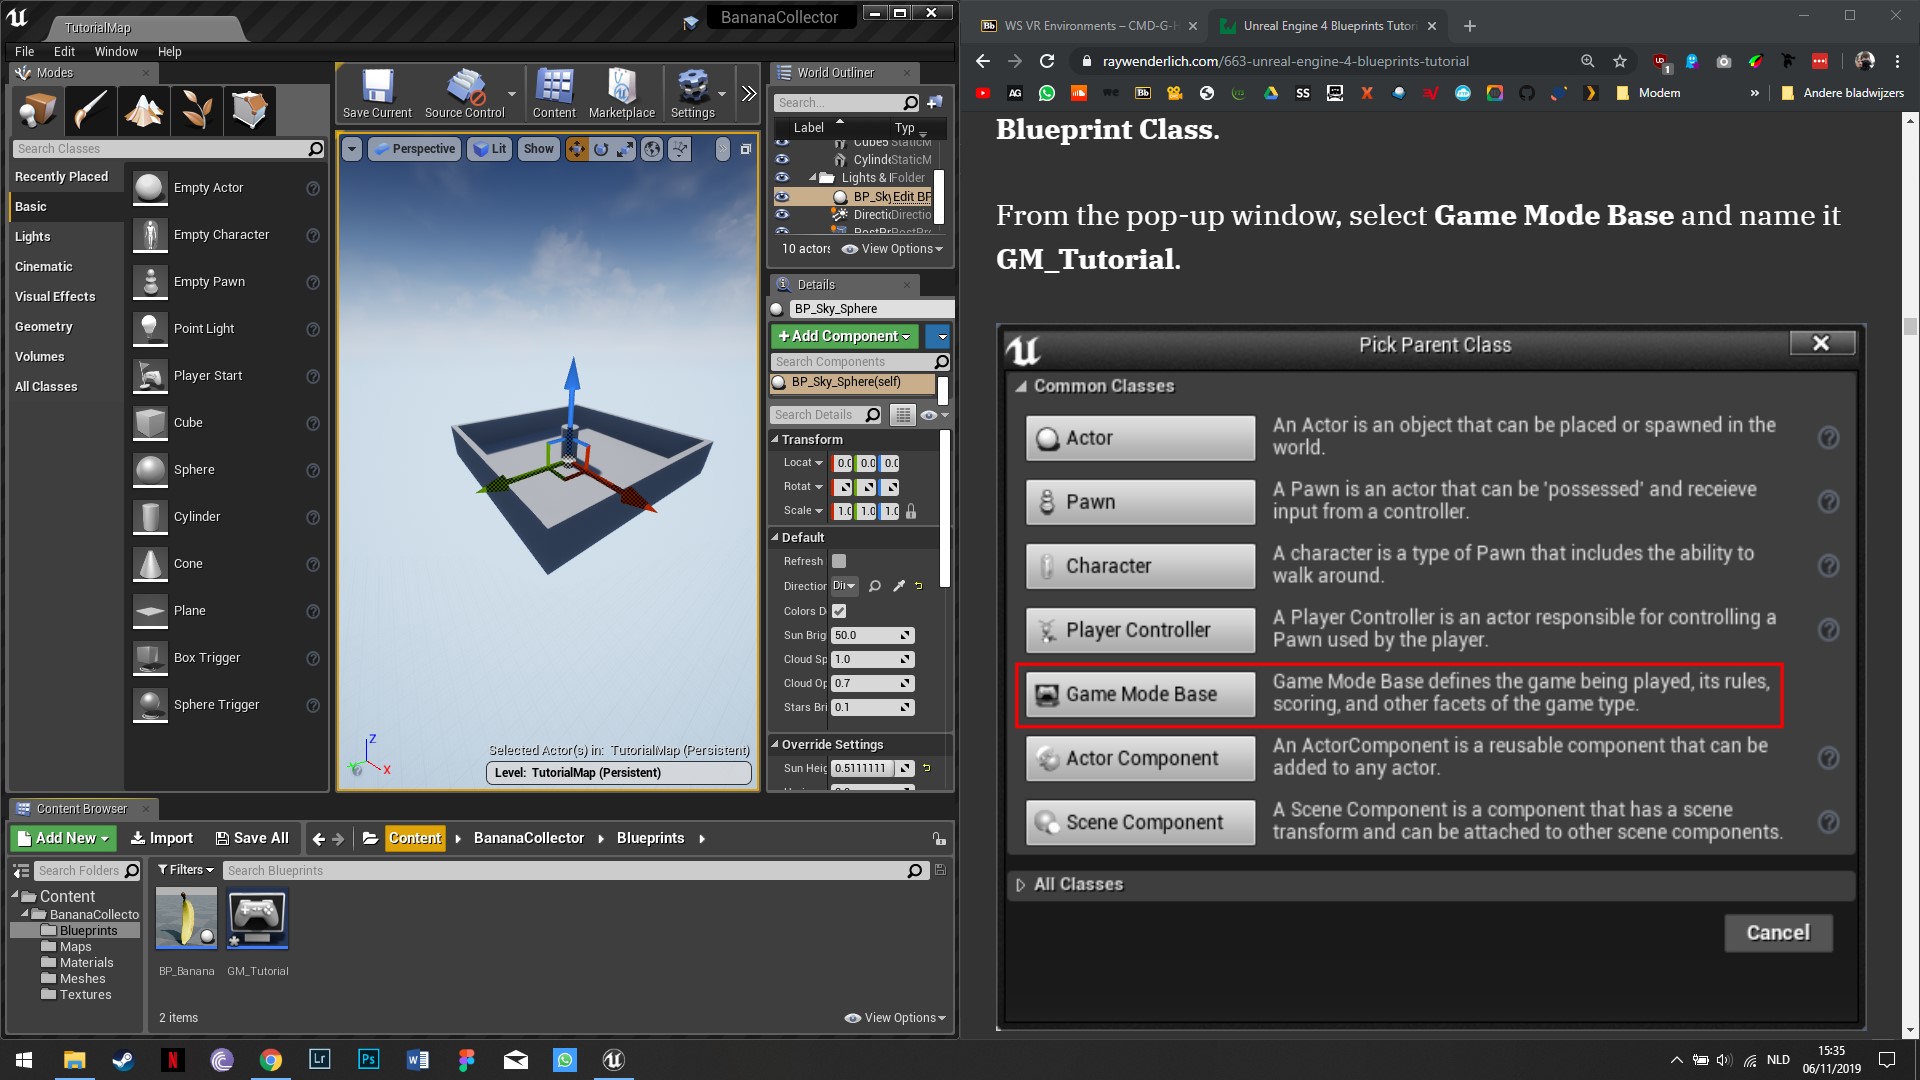 TutorialMap
BananaCollector
File Edit Window Help
Modes
Search Classes
Recently Placed
Basic
Lights
Cinematic
Visual Effects
Geometry
Volumes
All Classes
Empty Actor
Empty Character
Empty Pawn
Point Light
Player Start
Cube
Sphere
Cylinder
Cone
Plane
Box Trigger
Sphere Trigger
Save Current
Source Control
Content
Marketplace
Settings
Perspective
Lit
Show
Z
X
Selected Actor(s) in: TutorialMap (Persistent)
Level: TutorialMap (Persistent)
World Outliner
Search...
Label Typ
Cylinde StaticM
Lights & Folder
BP_Sky Edit BP
Directio Directio
10 actors
View Options
Details
BP_Sky_Sphere
+Add Component
Search Components
BP_Sky_Sphere(self)
Search Details
Transform
Locat
Rotat
Scale
Default
Refresh
Direction Dir
Colors D
Sun Brig 50.0
Cloud Sp 1.0
Cloud Op 0.7
Stars Bri 0.1
Override Settings
Sun Heig 0.5111111
Content Browser
Add New
Import
Save All
Content
BananaCollector
Blueprints
Search Folders
Filters
Search Blueprints
Content
BananaCollecto
Blueprints
Maps
Materials
Meshes
Textures
BP_Banana
GM_Tutorial
2 items
View Options
WS VR Environments – CMD-G-H
Unreal Engine 4 Blueprints Tutori
raywenderlich.com/663-unreal-engine-4-blueprints-tutorial
AG
Bb
SS
Modem
»
Andere bladwijzers
Blueprint Class.
From the pop-up window, select Game Mode Base and name it
GM_Tutorial.
Pick Parent Class
Common Classes
Actor
An Actor is an object that can be placed or spawned in the
world.
Pawn
A Pawn is an actor that can be 'possessed' and receieve
input from a controller.
Character
A character is a type of Pawn that includes the ability to
walk around.
Player Controller
A Player Controller is an actor responsible for controlling a
Pawn used by the player.
Game Mode Base
Game Mode Base defines the game being played, its rules,
scoring, and other facets of the game type.
Actor Component
An ActorComponent is a reusable component that can be
added to any actor.
Scene Component
A Scene Component is a component that has a scene
transform and can be attached to other scene components.
All Classes
Cancel
Lr
Ps
NLD
15:35
06/11/2019